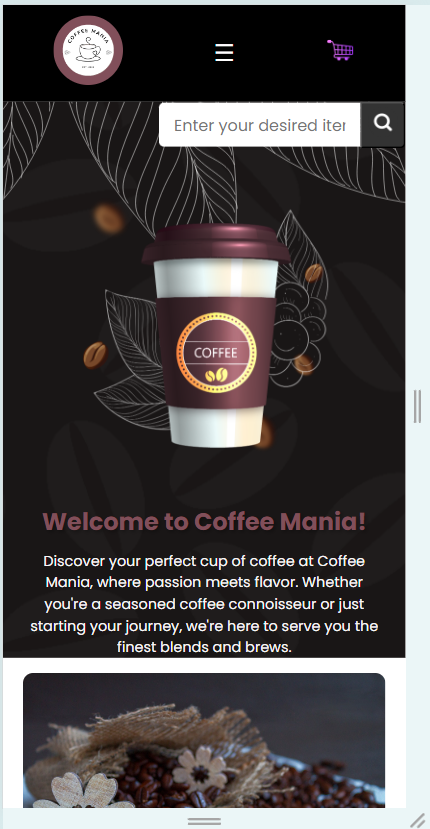 COFFEE MANIA
Enter your desired iter
COFFEE
Welcome to Coffee Mania!
Discover your perfect cup of coffee at Coffee
Mania, where passion meets flavor. Whether
you're a seasoned coffee connoisseur or just
starting your journey, we're here to serve you the
finest blends and brews.